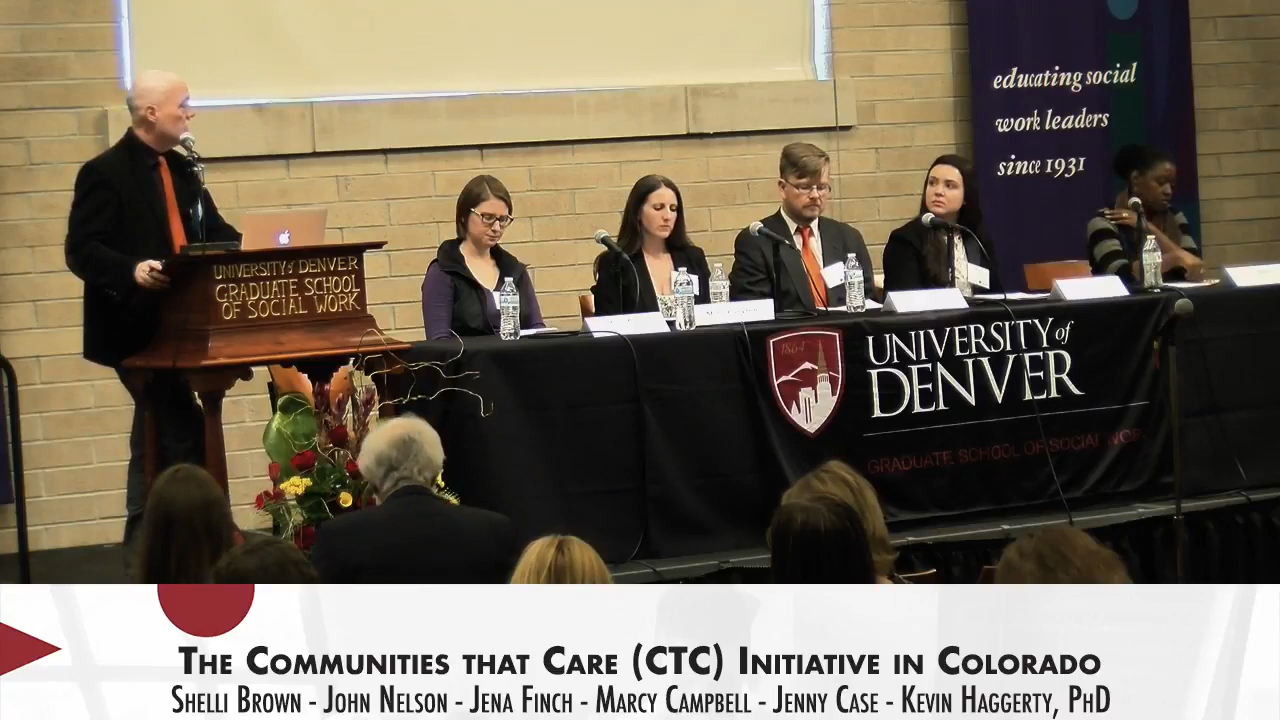 educating social
work leaders
since 1931
UNIVERSITY of DENVER
GRADUATE SCHOOL
OF SOCIAL WORK
1864
UNIVERSITY of
DENVER
GRADUATE SCHOOL OF SOCIAL WOR
The Communities that Care (CTC) Initiative in Colorado
Shelli Brown - John Nelson - Jena Finch - Marcy Campbell - Jenny Case - Kevin Haggerty, PhD